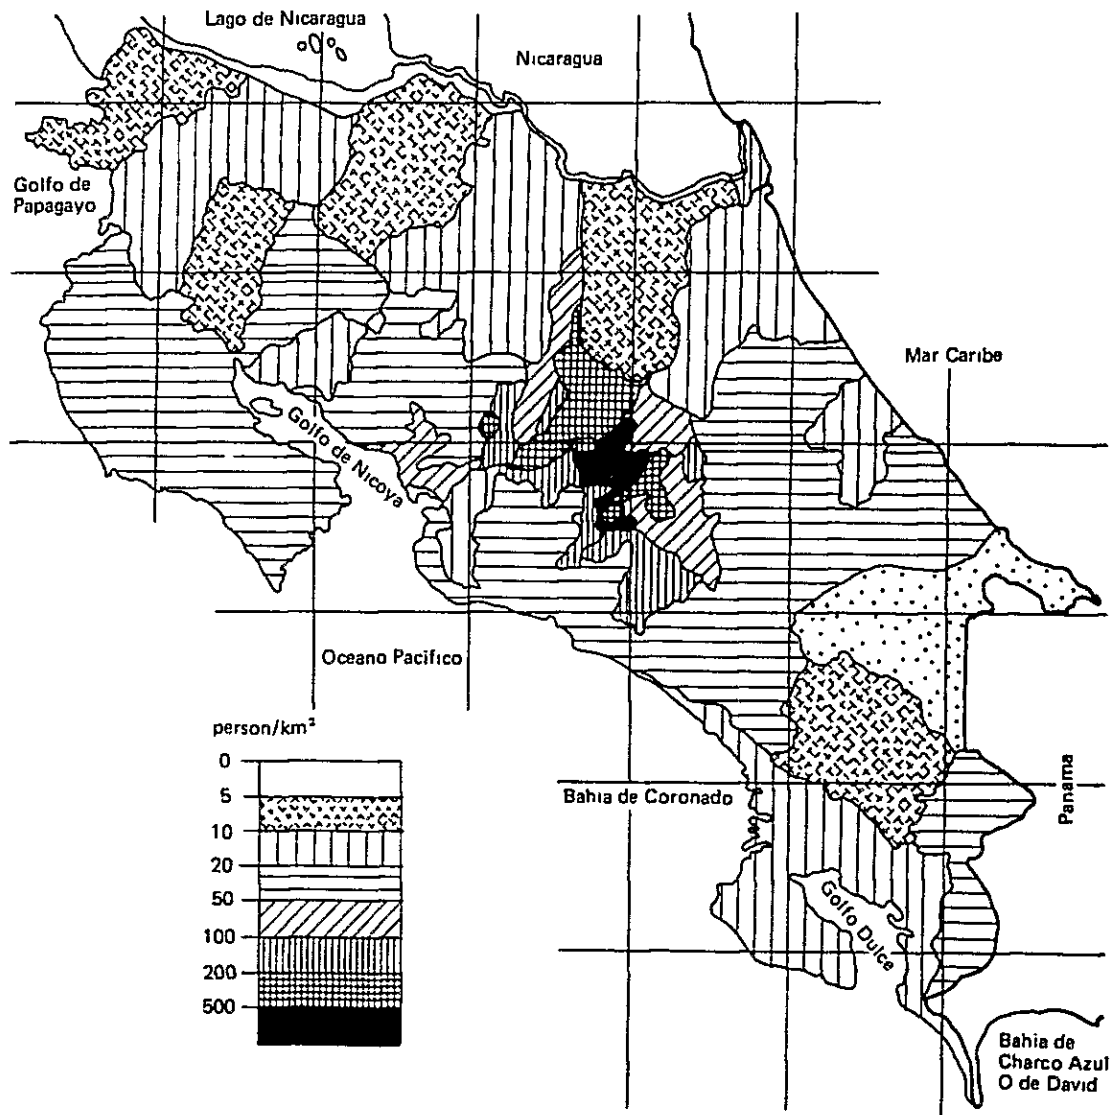 Lago de Nicaragua
Nicaragua
Golfo de
Papagayo
Mar Caribe
Golfo de Nicoya
Oceano Pacifico
person/km²
0
5
10
20
50
100
200
500
Bahia de Coronado
Panama
Golfo Dulce
Bahia de
Charco Azul
O de David